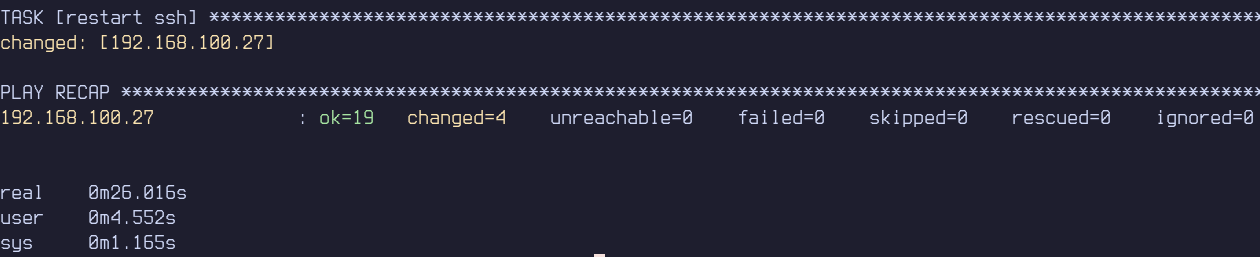 TASK [restart ssh] ************************************************************************************************
changed: [192.168.100.27]
PLAY RECAP ********************************************************************************************************
192.168.100.27             : ok=19   changed=4    unreachable=0    failed=0    skipped=0    rescued=0    ignored=0
real    0m26.016s
user    0m4.552s
sys     0m1.165s